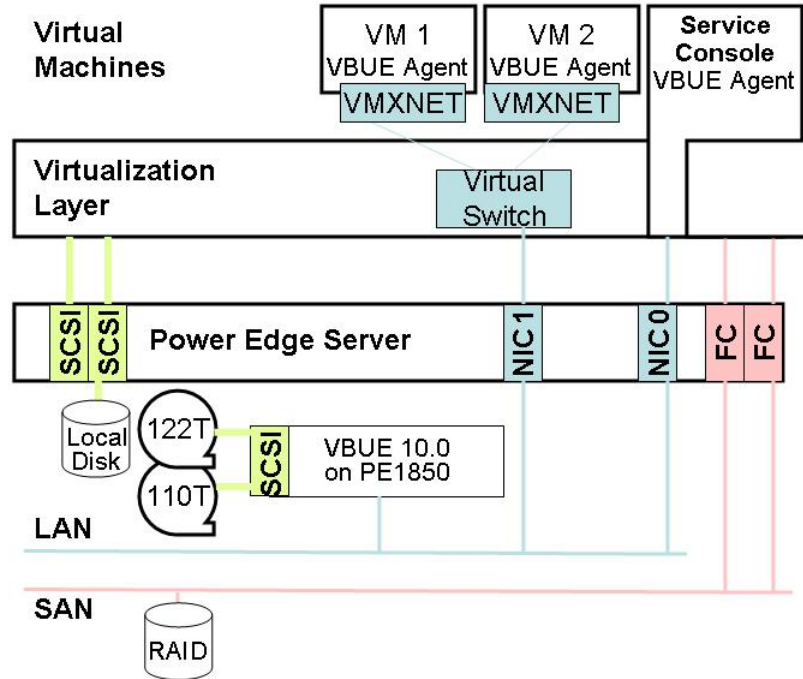 Virtual
Machines
VM 1
VBUE Agent
VMXNET
VM 2
VBUE Agent
VMXNET
Service
Console
VBUE Agent
Virtualization
Layer
Virtual
Switch
SCSI
SCSI
Power Edge Server
NIC1
NIC0
FC
FC
Local
Disk
122T
110T
SCSI
VBUE 10.0
on PE1850
LAN
SAN
RAID